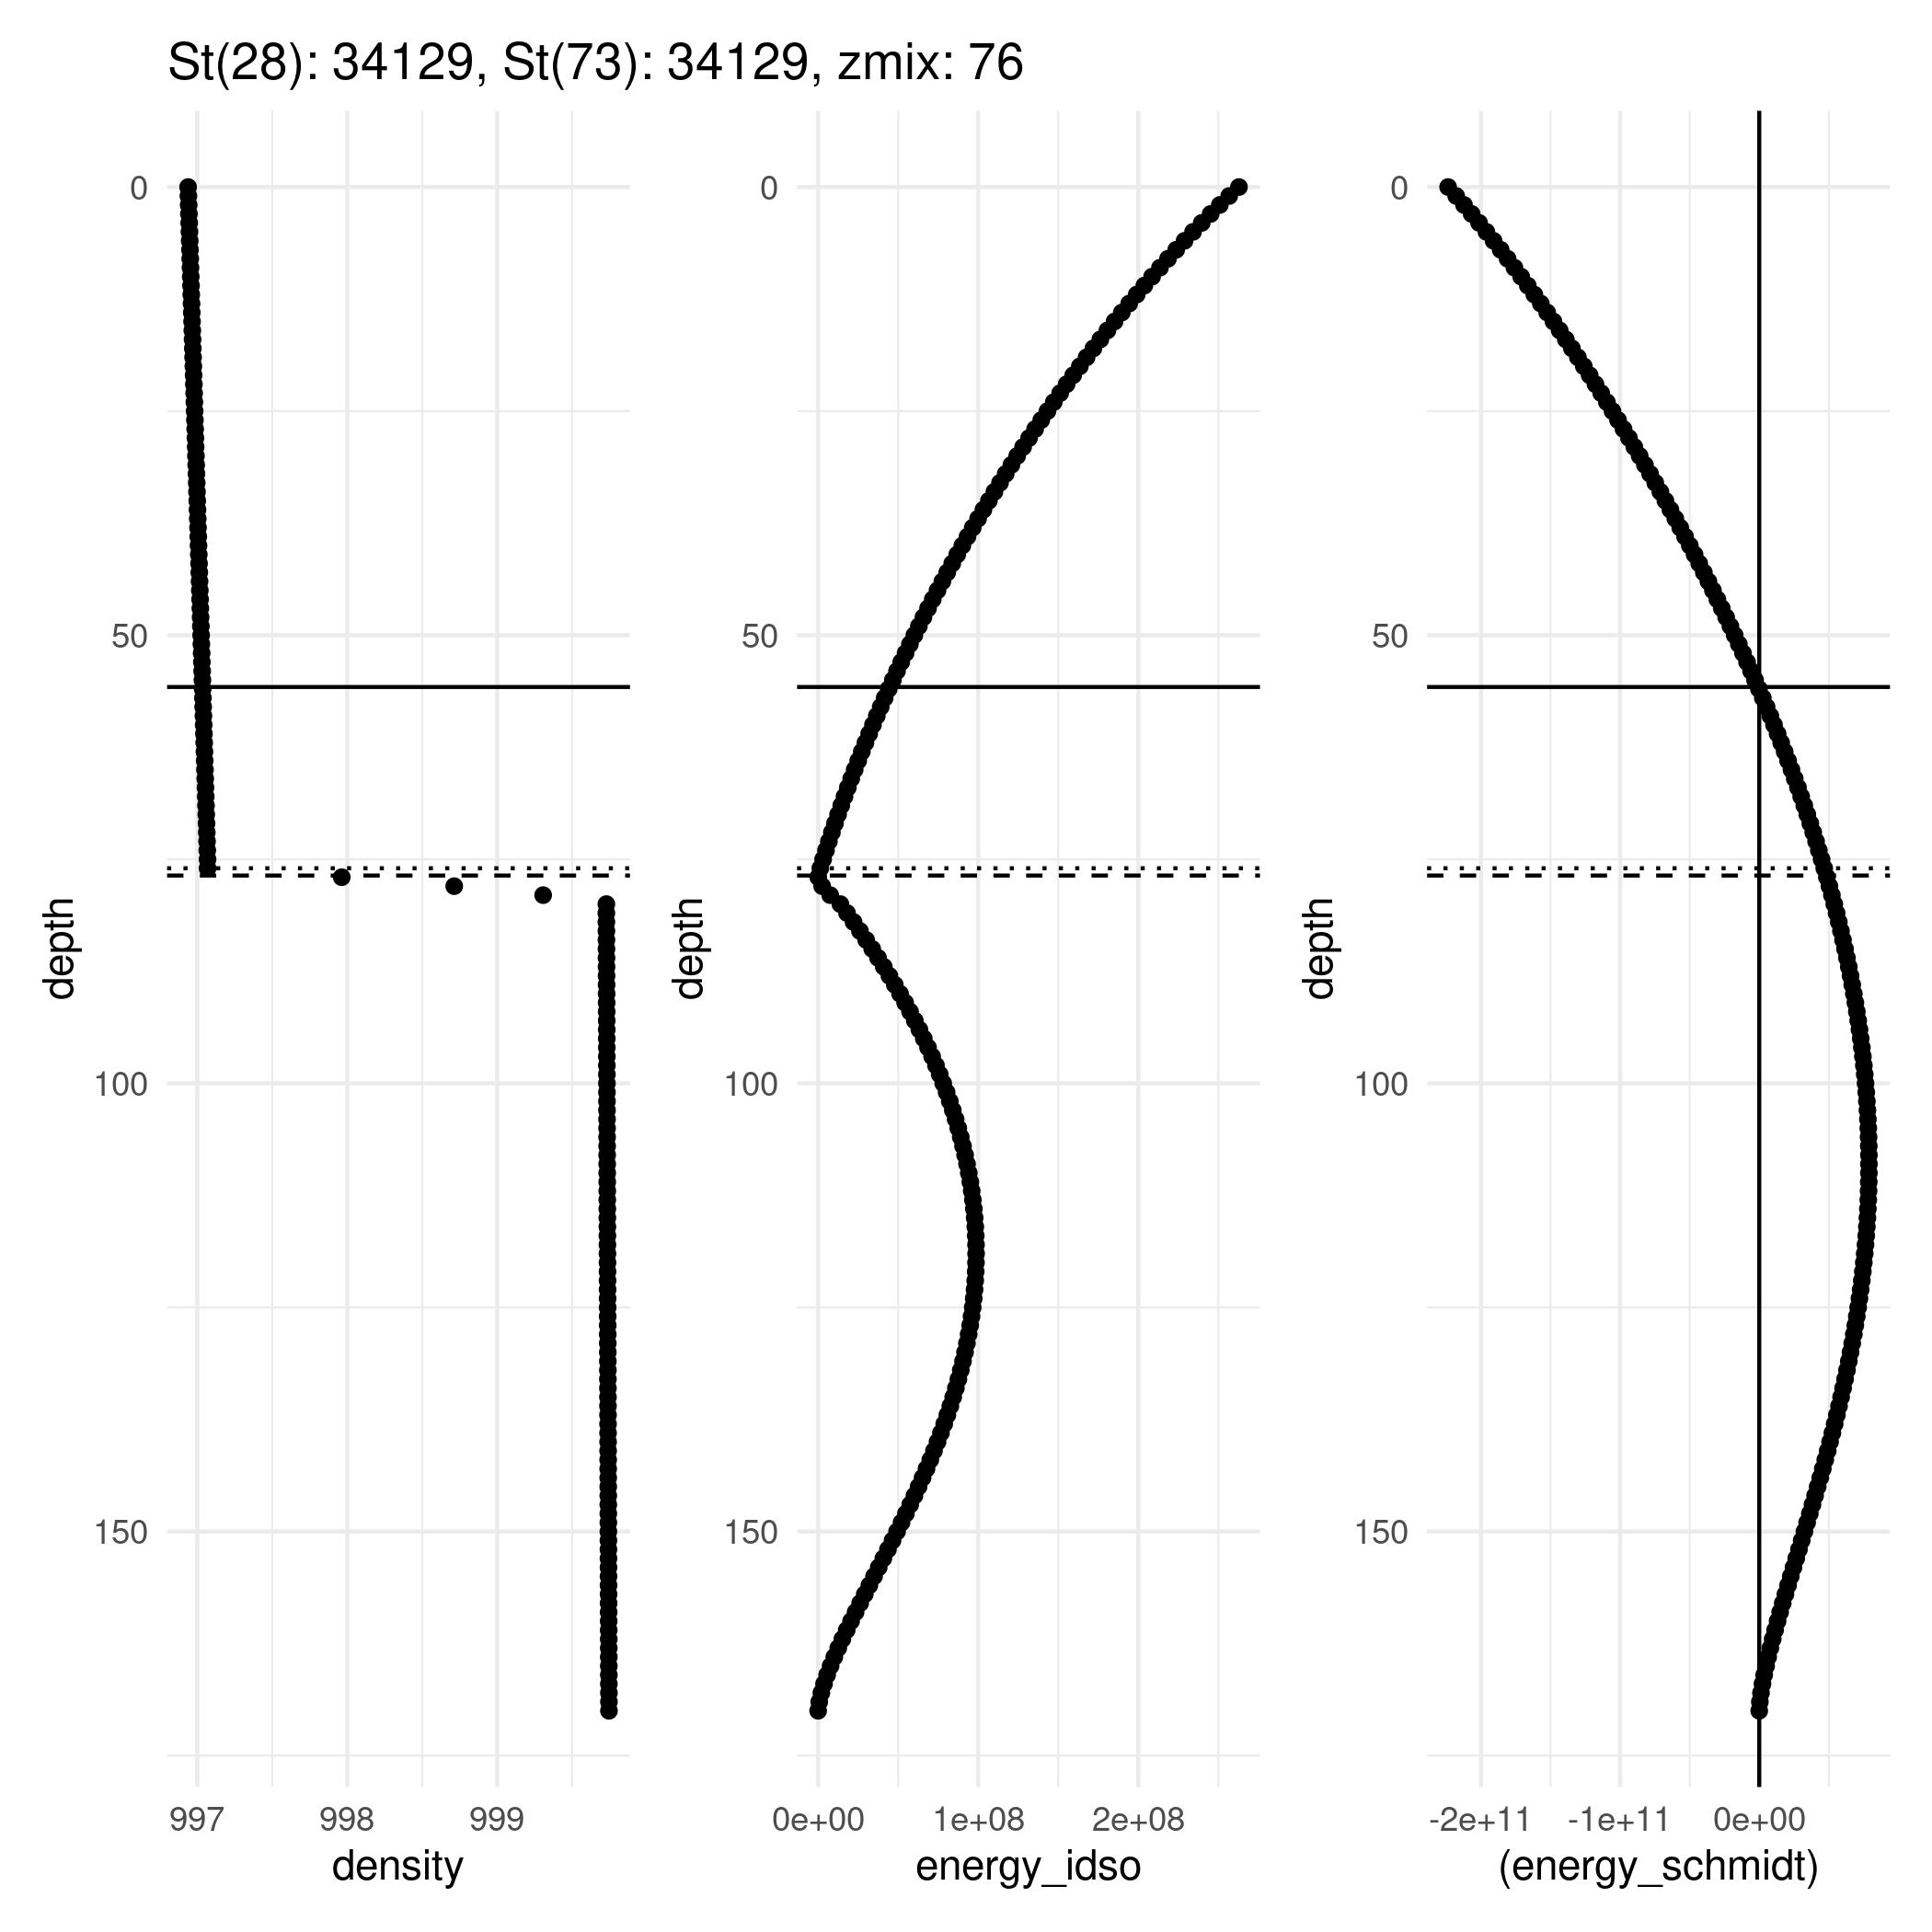 St(28): 34129, St(73): 34129, zmix: 76
0
50
100
150
depth
997 998 999
density
0
50
100
150
depth
0e+00 1e+08 2e+08
energy_idso
0
50
100
150
depth
-2e+11 -1e+11 0e+00
(energy_schmidt)